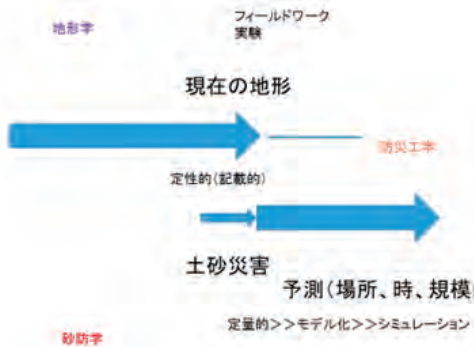 地形学
フィールドワーク
実験
現在の地形
防災工学
定性的(記載的)
土砂災害
予測(場所、時、規模
定量的>>モデル化>>シミュレーション
砂防学